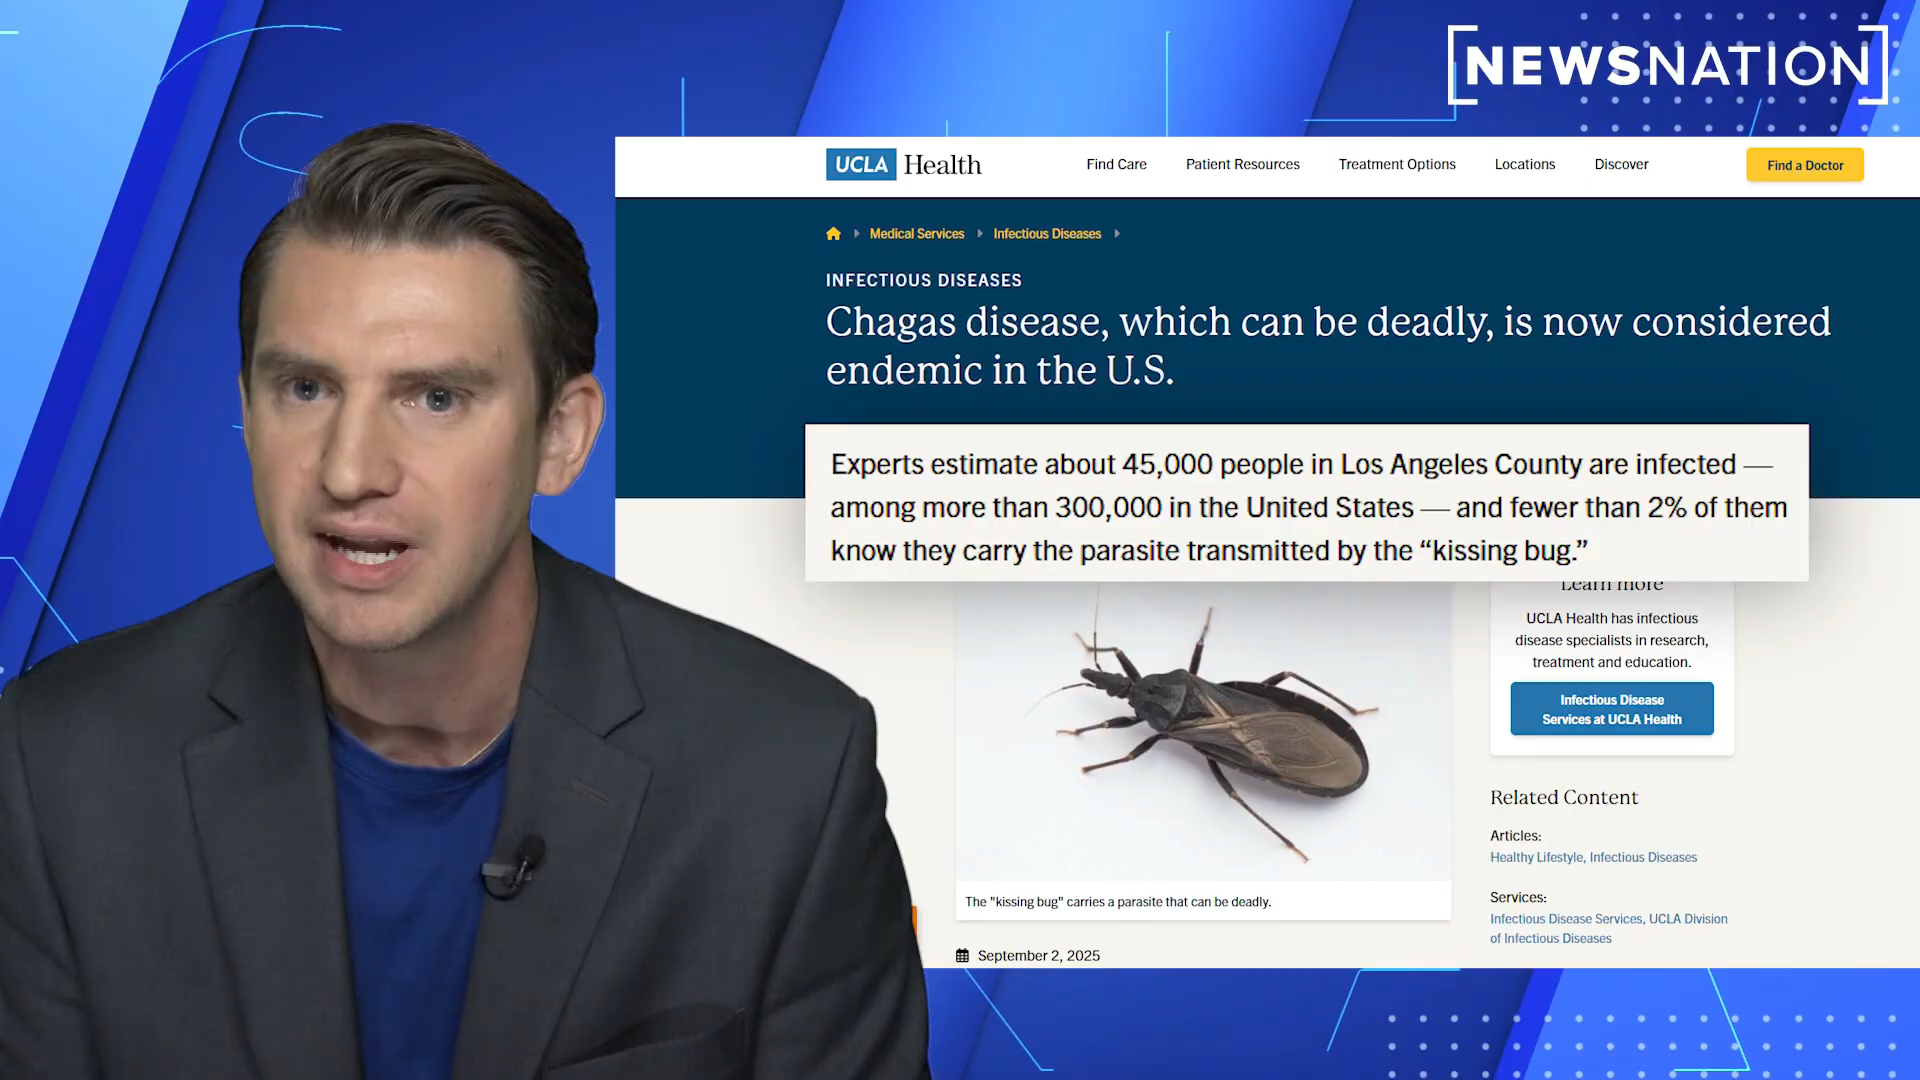 [NEWSNATION]
UCLA Health
Find Care
Patient Resources
Treatment Options
Locations
Discover
Find a Doctor
Medical Services
Infectious Diseases
INFECTIOUS DISEASES
Chagas disease, which can be deadly, is now considered
endemic in the U.S.
Experts estimate about 45,000 people in Los Angeles County are infected —
among more than 300,000 in the United States — and fewer than 2% of them
know they carry the parasite transmitted by the “kissing bug.”
Learn more
UCLA Health has infectious
disease specialists in research,
treatment and education.
Infectious Disease
Services at UCLA Health
Related Content
Articles:
Healthy Lifestyle, Infectious Diseases
Services:
Infectious Disease Services, UCLA Division
of Infectious Diseases
The "kissing bug" carries a parasite that can be deadly.
September 2, 2025